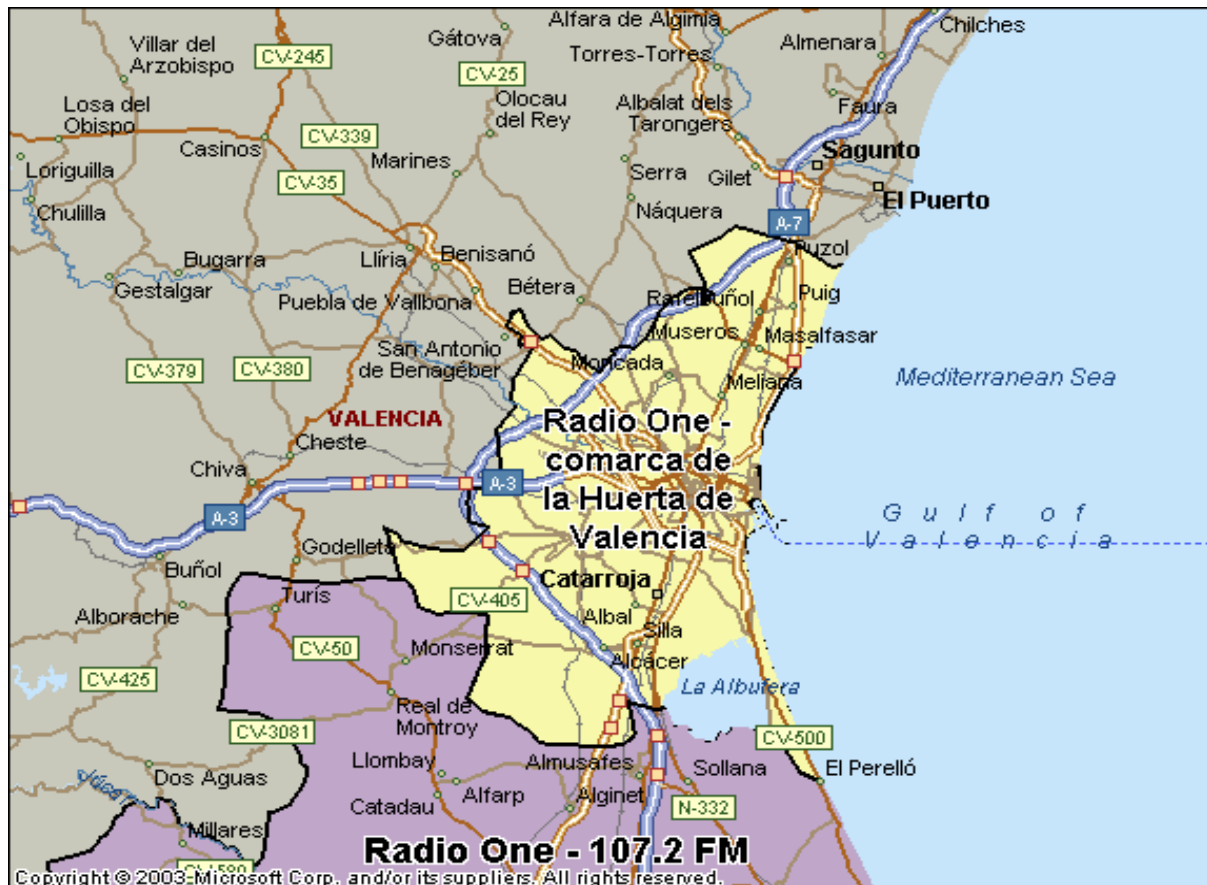 Chilches
Alfara de Algimia
Gátova
Villar del
Arzobispo
CV-245
Almenara
Torres-Torres
CV-25
Olocau
del Rey
Albalat dels
Tarongers
Faura
Losa del
Obispo
CV-339
Casinos
Marines
Sagunto
Loriguilla
CV-35
Serra
Gilet
El Puerto
Chulilla
Náquera
A-7
Puzol
Llíria
Benisanó
Bugarra
Gestalgar
Puebla de Vallbona
Bétera
Rafelbuñol
Puig
Museros
Masalfasar
San Antonio
de Benagéber
Moncada
CV-379
CV-380
Meliana
Mediterranean Sea
VALENCIA
Radio One -
comarca de
la Huerta de
Valencia
Cheste
Chiva
A-3
A-3
Gulf of
Valencia
Godelleta
Buñol
Catarroja
CV-405
Turís
Alborache
Albal
Silla
CV-50
Monserrat
Alcácer
CV-425
La Albufera
Real de
Montroy
CV-3081
CV-500
Llombay
Almusafes
Sollana
El Perelló
Dos Aguas
Alfarp
Catadau
Alginet
N-332
Millares
Radio One - 107.2 FM
CV-580
Copyright © 2003 Microsoft Corp. and/or its suppliers. All rights reserved.